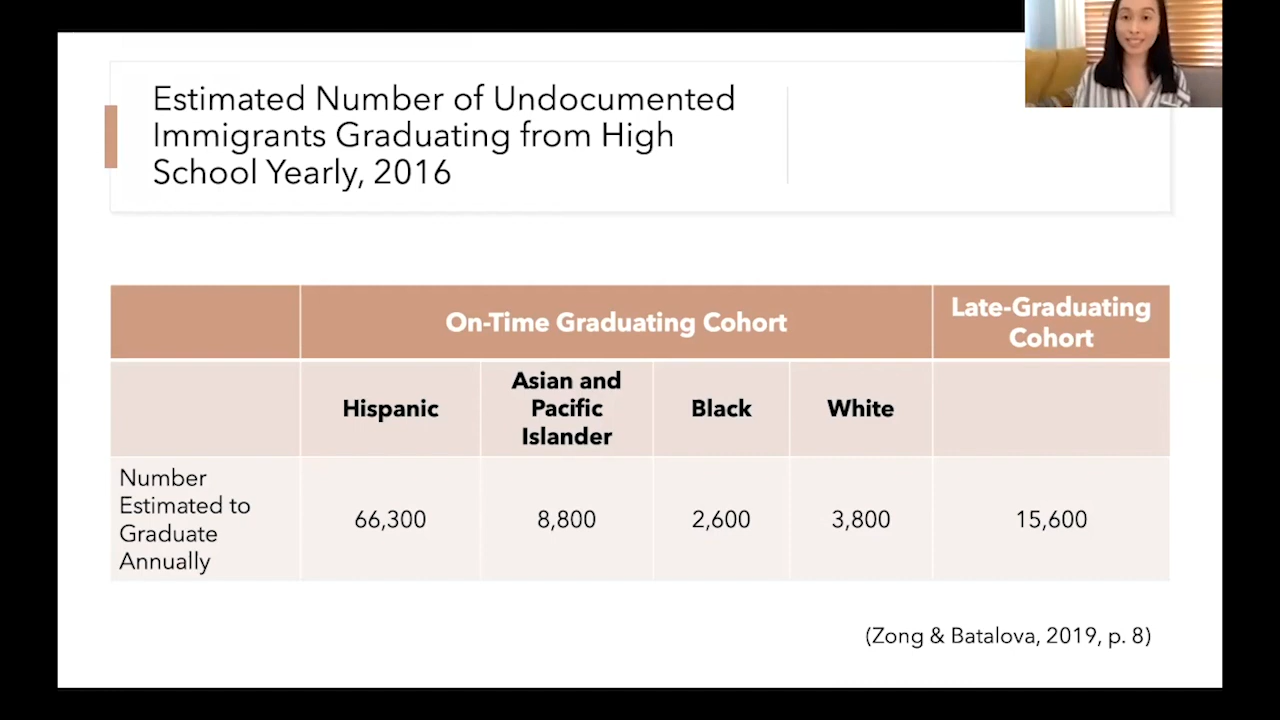 Estimated Number of Undocumented
Immigrants Graduating from High
School Yearly, 2016
On-Time Graduating Cohort
Late-Graduating
Cohort
Hispanic
Asian and
Pacific
Islander
Black
White
Number
Estimated to
Graduate
Annually
66,300
8,800
2,600
3,800
15,600
(Zong & Batalova, 2019, p. 8)